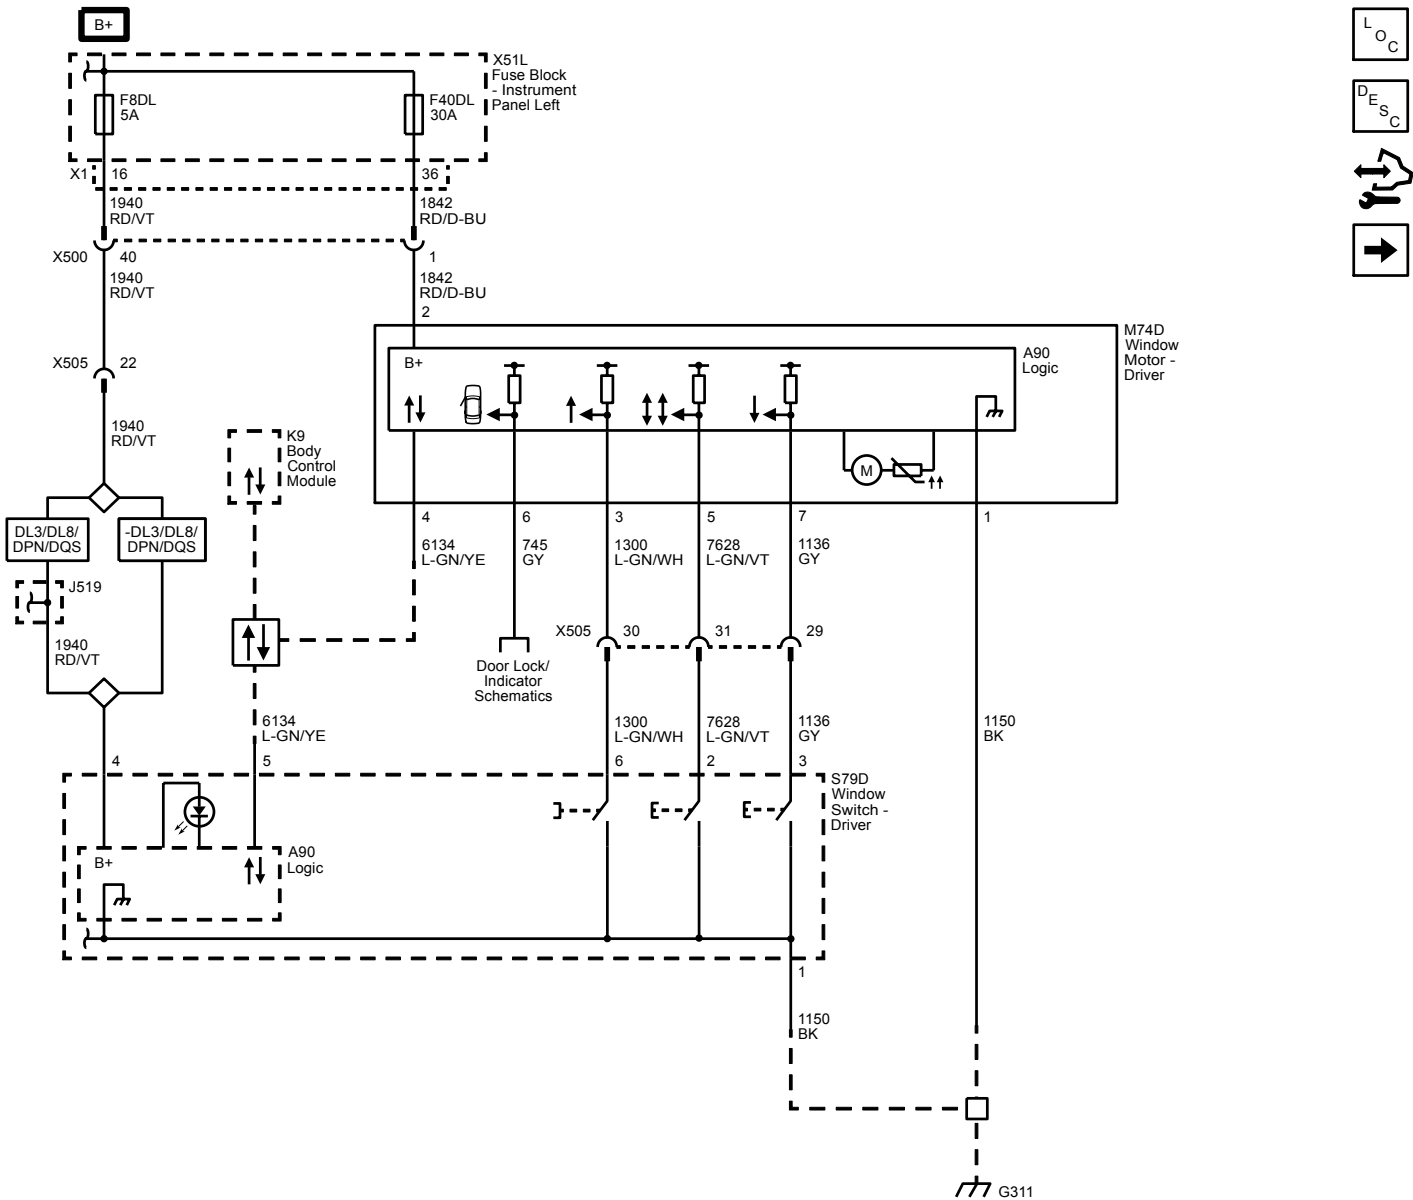 B+
L
O
C
D
E
S
C
X51L
Fuse Block
- Instrument
Panel Left
F8DL
5A
F40DL
30A
X1
16
36
1940
RD/VT
1842
RD/D-BU
X500
40
1
1940
RD/VT
1842
RD/D-BU
2
M74D
Window
Motor -
Driver
A90
Logic
B+
X505
22
1940
RD/VT
K9
Body
Control
Module
M
DL3/DL8/
DPN/DQS
-DL3/DL8/
DPN/DQS
4
6
3
5
7
1
6134
L-GN/YE
745
GY
1300
L-GN/WH
7628
L-GN/VT
1136
GY
J519
1940
RD/VT
X505
30
31
29
Door Lock/
Indicator
Schematics
6134
L-GN/YE
1300
L-GN/WH
7628
L-GN/VT
1136
GY
1150
BK
4
5
6
2
3
S79D
Window
Switch -
Driver
A90
Logic
B+
1
1150
BK
G311